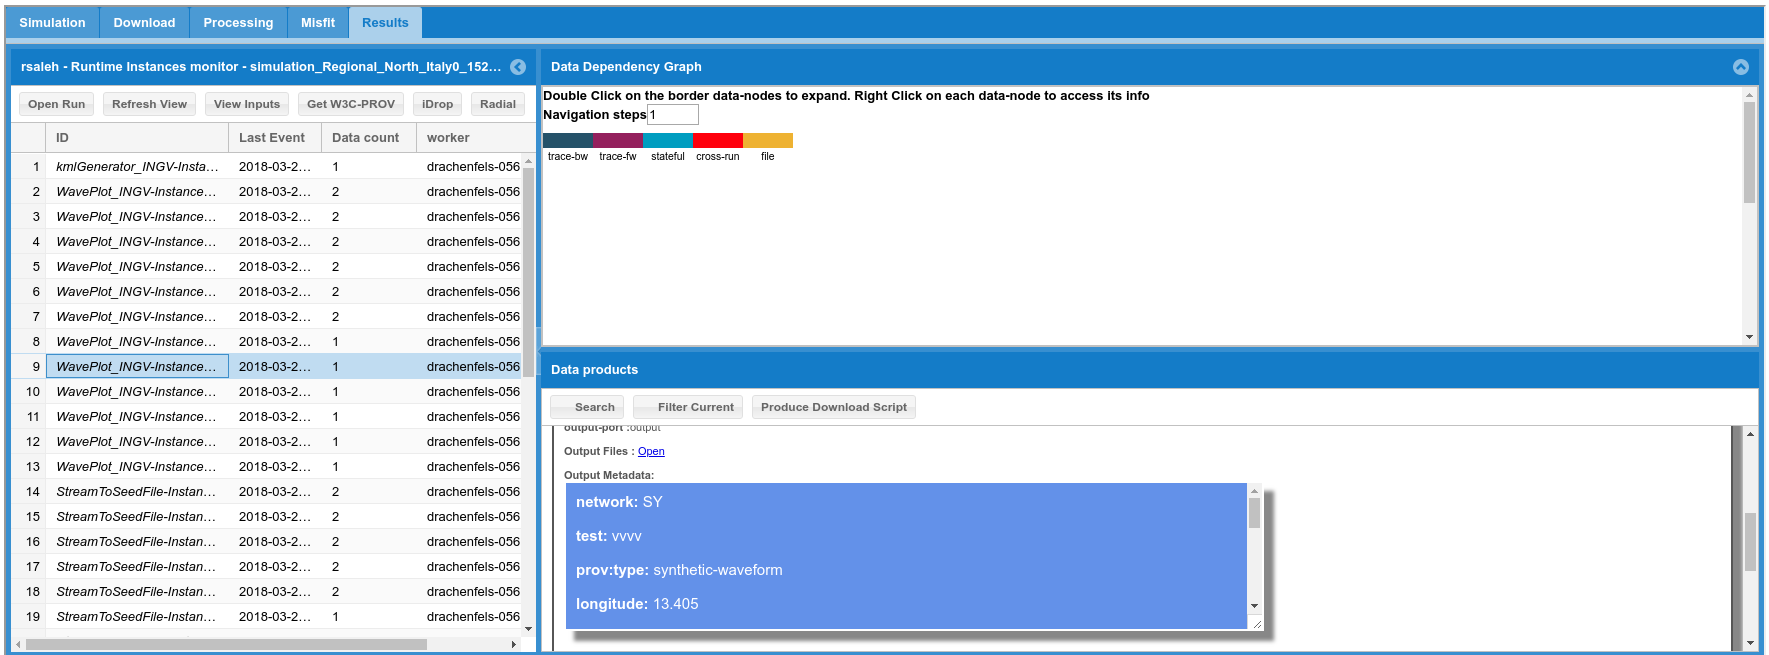 Simulation Download Processing Misfit Results
rsaleh - Runtime Instances monitor - simulation_Regional_North_Italy0_152...
Open Run Refresh View View Inputs Get W3C-PROV iDrop Radial
ID Last Event Data count worker
1 kmlGenerator_INGV-Insta... 2018-03-2... 1 drachenfels-056
2 WavePlot_INGV-Instance... 2018-03-2... 2 drachenfels-056
3 WavePlot_INGV-Instance... 2018-03-2... 2 drachenfels-056
4 WavePlot_INGV-Instance... 2018-03-2... 2 drachenfels-056
5 WavePlot_INGV-Instance... 2018-03-2... 2 drachenfels-056
6 WavePlot_INGV-Instance... 2018-03-2... 2 drachenfels-056
7 WavePlot_INGV-Instance... 2018-03-2... 2 drachenfels-056
8 WavePlot_INGV-Instance... 2018-03-2... 1 drachenfels-056
9 WavePlot_INGV-Instance... 2018-03-2... 1 drachenfels-056
10 WavePlot_INGV-Instance... 2018-03-2... 1 drachenfels-056
11 WavePlot_INGV-Instance... 2018-03-2... 1 drachenfels-056
12 WavePlot_INGV-Instance... 2018-03-2... 1 drachenfels-056
13 WavePlot_INGV-Instance... 2018-03-2... 1 drachenfels-056
14 StreamToSeedFile-Instan... 2018-03-2... 2 drachenfels-056
15 StreamToSeedFile-Instan... 2018-03-2... 2 drachenfels-056
16 StreamToSeedFile-Instan... 2018-03-2... 2 drachenfels-056
17 StreamToSeedFile-Instan... 2018-03-2... 2 drachenfels-056
18 StreamToSeedFile-Instan... 2018-03-2... 2 drachenfels-056
19 StreamToSeedFile-Instan... 2018-03-2... 1 drachenfels-056
Data Dependency Graph
Double Click on the border data-nodes to expand. Right Click on each data-node to access its info
Navigation steps 1
trace-bw trace-fw stateful cross-run file
Data products
Search Filter Current Produce Download Script
output-port :output
Output Files : Open
Output Metadata:
network: SY
test: vvvv
prov:type: synthetic-waveform
longitude: 13.405